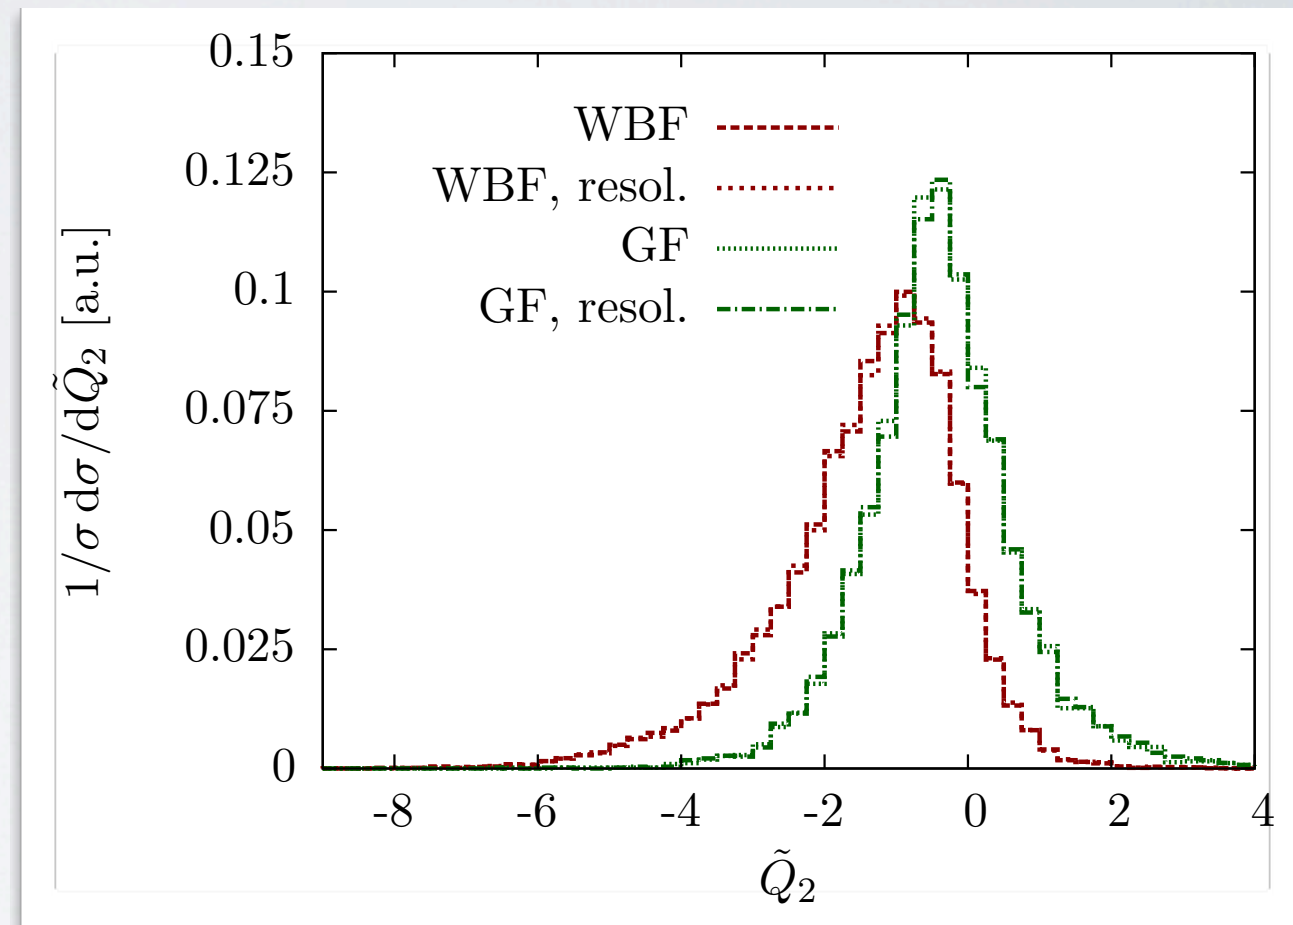 0.15
0.125
0.1
0.075
0.05
0.025
0
1/σ dσ/dQ̃₂ [a.u.]
WBF
WBF, resol.
GF
GF, resol.
-8 -6 -4 -2 0 2 4
Q̃₂